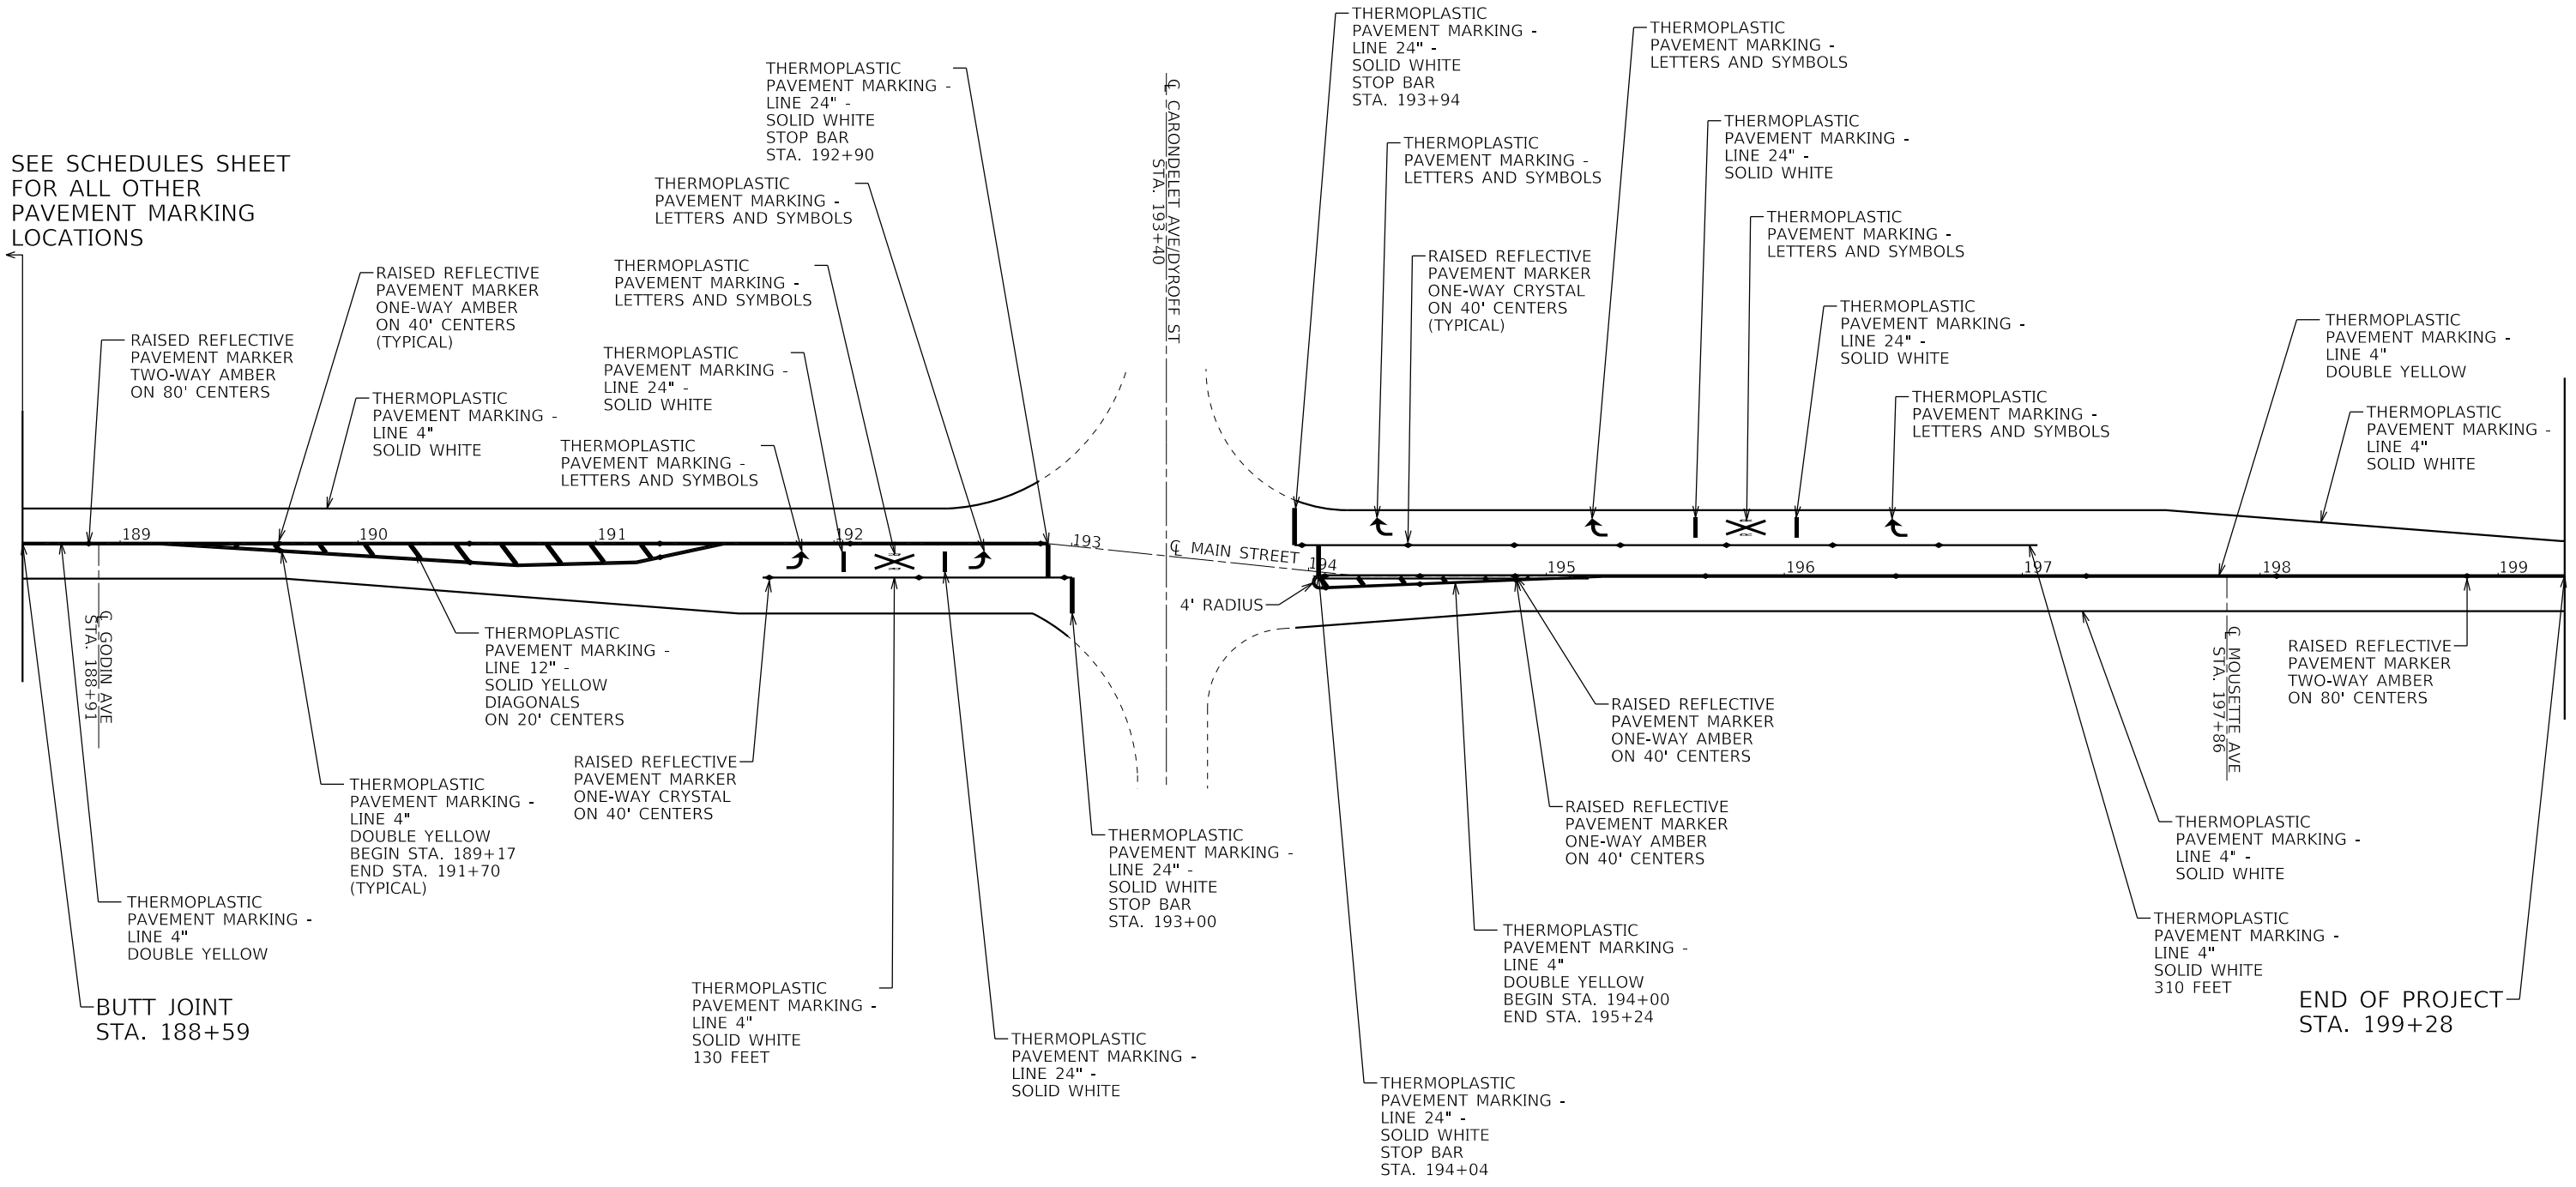 SEE SCHEDULES SHEET
FOR ALL OTHER
PAVEMENT MARKING
LOCATIONS
RAISED REFLECTIVE
PAVEMENT MARKER
TWO-WAY AMBER
ON 80' CENTERS
RAISED REFLECTIVE
PAVEMENT MARKER
ONE-WAY AMBER
ON 40' CENTERS
(TYPICAL)
THERMOPLASTIC
PAVEMENT MARKING -
LINE 4"
SOLID WHITE
THERMOPLASTIC
PAVEMENT MARKING -
LINE 24" -
SOLID WHITE
STOP BAR
STA. 192+90
THERMOPLASTIC
PAVEMENT MARKING -
LETTERS AND SYMBOLS
THERMOPLASTIC
PAVEMENT MARKING -
LETTERS AND SYMBOLS
THERMOPLASTIC
PAVEMENT MARKING -
LINE 24" -
SOLID WHITE
THERMOPLASTIC
PAVEMENT MARKING -
LETTERS AND SYMBOLS
℄ CARONDELET AVE/DYROFF ST
STA. 193+40
THERMOPLASTIC
PAVEMENT MARKING -
LINE 24" -
SOLID WHITE
STOP BAR
STA. 193+94
THERMOPLASTIC
PAVEMENT MARKING -
LETTERS AND SYMBOLS
THERMOPLASTIC
PAVEMENT MARKING -
LETTERS AND SYMBOLS
RAISED REFLECTIVE
PAVEMENT MARKER
ONE-WAY CRYSTAL
ON 40' CENTERS
(TYPICAL)
THERMOPLASTIC
PAVEMENT MARKING -
LINE 24" -
SOLID WHITE
THERMOPLASTIC
PAVEMENT MARKING -
LETTERS AND SYMBOLS
THERMOPLASTIC
PAVEMENT MARKING -
LINE 24" -
SOLID WHITE
THERMOPLASTIC
PAVEMENT MARKING -
LETTERS AND SYMBOLS
THERMOPLASTIC
PAVEMENT MARKING -
LINE 4"
DOUBLE YELLOW
THERMOPLASTIC
PAVEMENT MARKING -
LINE 4"
SOLID WHITE
189
190
191
192
193
℄ MAIN STREET
194
195
196
197
198
199
4' RADIUS
℄ GODIN AVE
STA. 188+91
THERMOPLASTIC
PAVEMENT MARKING -
LINE 12" -
SOLID YELLOW
DIAGONALS
ON 20' CENTERS
THERMOPLASTIC
PAVEMENT MARKING -
LINE 4"
DOUBLE YELLOW
BEGIN STA. 189+17
END STA. 191+70
(TYPICAL)
THERMOPLASTIC
PAVEMENT MARKING -
LINE 4"
DOUBLE YELLOW
BUTT JOINT
STA. 188+59
RAISED REFLECTIVE
PAVEMENT MARKER
ONE-WAY CRYSTAL
ON 40' CENTERS
THERMOPLASTIC
PAVEMENT MARKING -
LINE 4"
SOLID WHITE
130 FEET
THERMOPLASTIC
PAVEMENT MARKING -
LINE 24" -
SOLID WHITE
THERMOPLASTIC
PAVEMENT MARKING -
LINE 24" -
SOLID WHITE
STOP BAR
STA. 193+00
THERMOPLASTIC
PAVEMENT MARKING -
LINE 24" -
SOLID WHITE
STOP BAR
STA. 194+04
THERMOPLASTIC
PAVEMENT MARKING -
LINE 4"
DOUBLE YELLOW
BEGIN STA. 194+00
END STA. 195+24
RAISED REFLECTIVE
PAVEMENT MARKER
ONE-WAY AMBER
ON 40' CENTERS
RAISED REFLECTIVE
PAVEMENT MARKER
ONE-WAY AMBER
ON 40' CENTERS
℄ MOUSETTE AVE
STA. 197+86
RAISED REFLECTIVE
PAVEMENT MARKER
TWO-WAY AMBER
ON 80' CENTERS
THERMOPLASTIC
PAVEMENT MARKING -
LINE 4" -
SOLID WHITE
THERMOPLASTIC
PAVEMENT MARKING -
LINE 4"
SOLID WHITE
310 FEET
END OF PROJECT
STA. 199+28